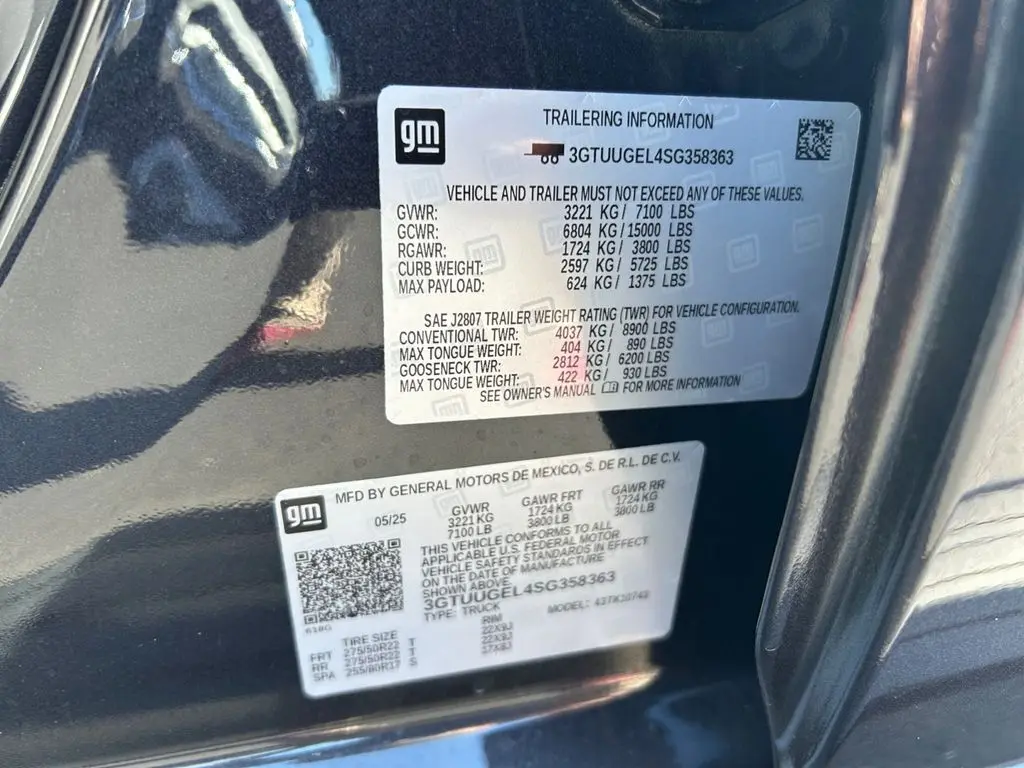 gm
TRAILERING INFORMATION
3GTUUGEL4SG358363
VEHICLE AND TRAILER MUST NOT EXCEED ANY OF THESE VALUES.
GVWR: 3221 KG / 7100 LBS
GCWR: 6804 KG / 15000 LBS
RGAWR: 1724 KG / 3800 LBS
CURB WEIGHT: 2597 KG / 5725 LBS
MAX PAYLOAD: 624 KG / 1375 LBS
SAE J2807 TRAILER WEIGHT RATING (TWR) FOR VEHICLE CONFIGURATION.
CONVENTIONAL TWR: 4037 KG / 8900 LBS
MAX TONGUE WEIGHT: 404 KG / 890 LBS
GOOSENECK TWR: 2812 KG / 6200 LBS
MAX TONGUE WEIGHT: 422 KG / 930 LBS
SEE OWNER'S MANUAL FOR MORE INFORMATION
gm
MFD BY GENERAL MOTORS DE MEXICO, S. DE R.L. DE C.V.
05/25 GVWR GAWR FRT GAWR RR
3221 KG 1724 KG 1724 KG
7100 LB 3800 LB 3800 LB
THIS VEHICLE CONFORMS TO ALL
APPLICABLE U.S. FEDERAL MOTOR
VEHICLE SAFETY STANDARDS IN EFFECT
ON THE DATE OF MANUFACTURE
SHOWN ABOVE.
3GTUUGEL4SG358363
TYPE: TRUCK MODEL:
TIRE SIZE RIM
FRT 275/50R22 T 22X9J
RR 275/50R22 T 22X9J
SPA 255/80R17 S 17X8J